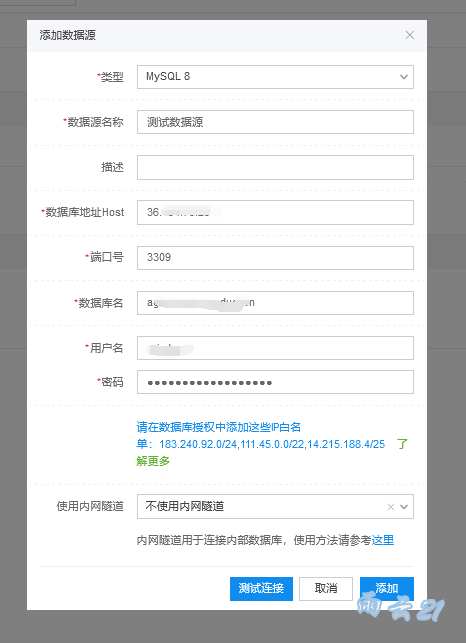 添加数据源
*类型 MySQL 8
*数据源名称 测试数据源
描述
*数据库地址Host 36.
*端口号 3309
*数据库名
*用户名
*密码 ••••••••••••••••••
请在数据库授权中添加这些IP白名
单：183.240.92.0/24,111.45.0.0/22,14.215.188.4/25 了
解更多
使用内网隧道 不使用内网隧道
内网隧道用于连接内部数据库，使用方法请参考这里
测试连接 取消 添加
雨云21